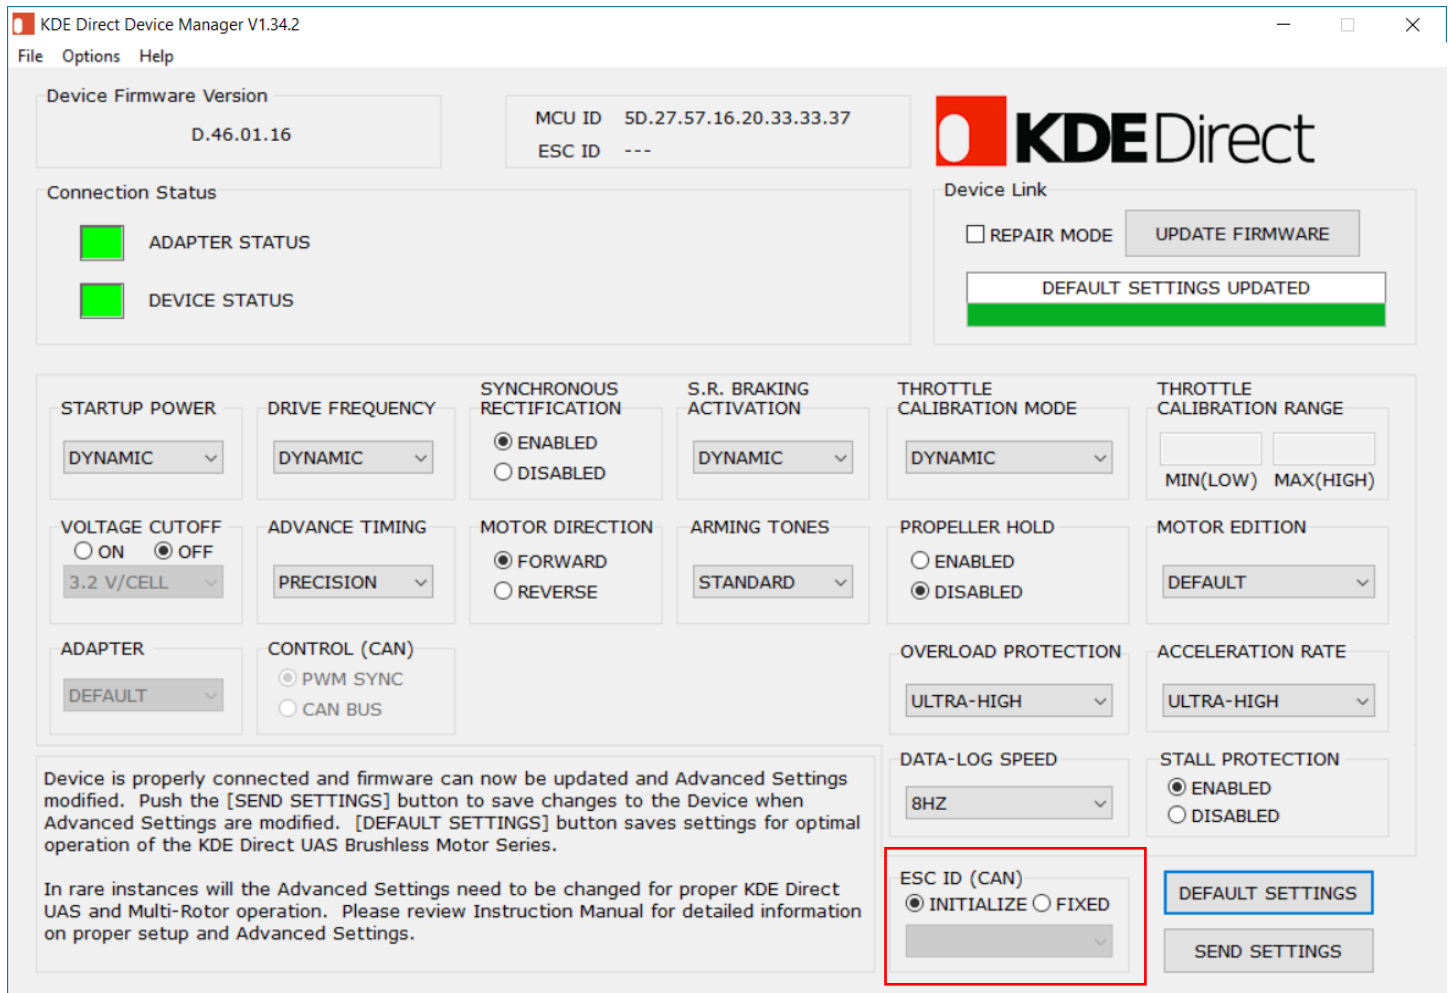 KDE Direct Device Manager V1.34.2
File Options Help
Device Firmware Version
D.46.01.16
MCU ID 5D.27.57.16.20.33.33.37
ESC ID ---
KDEDirect
Connection Status
ADAPTER STATUS
DEVICE STATUS
Device Link
REPAIR MODE
UPDATE FIRMWARE
DEFAULT SETTINGS UPDATED
STARTUP POWER
DYNAMIC
DRIVE FREQUENCY
DYNAMIC
SYNCHRONOUS
RECTIFICATION
ENABLED
DISABLED
S.R. BRAKING
ACTIVATION
DYNAMIC
THROTTLE
CALIBRATION MODE
DYNAMIC
THROTTLE
CALIBRATION RANGE
MIN(LOW) MAX(HIGH)
VOLTAGE CUTOFF
ON OFF
3.2 V/CELL
ADVANCE TIMING
PRECISION
MOTOR DIRECTION
FORWARD
REVERSE
ARMING TONES
STANDARD
PROPELLER HOLD
ENABLED
DISABLED
MOTOR EDITION
DEFAULT
ADAPTER
DEFAULT
CONTROL (CAN)
PWM SYNC
CAN BUS
OVERLOAD PROTECTION
ULTRA-HIGH
ACCELERATION RATE
ULTRA-HIGH
DATA-LOG SPEED
8HZ
STALL PROTECTION
ENABLED
DISABLED
Device is properly connected and firmware can now be updated and Advanced Settings
modified. Push the [SEND SETTINGS] button to save changes to the Device when
Advanced Settings are modified. [DEFAULT SETTINGS] button saves settings for optimal
operation of the KDE Direct UAS Brushless Motor Series.
In rare instances will the Advanced Settings need to be changed for proper KDE Direct
UAS and Multi-Rotor operation. Please review Instruction Manual for detailed information
on proper setup and Advanced Settings.
ESC ID (CAN)
INITIALIZE FIXED
DEFAULT SETTINGS
SEND SETTINGS